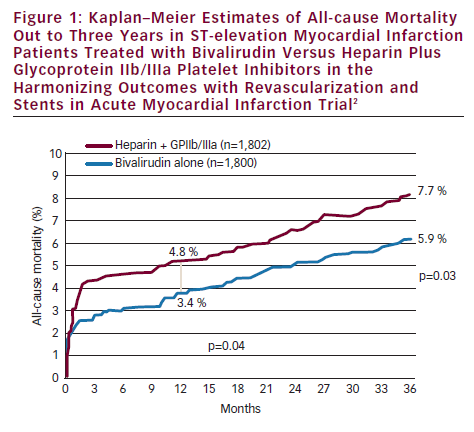 Figure 1: Kaplan–Meier Estimates of All-cause Mortality
Out to Three Years in ST-elevation Myocardial Infarction
Patients Treated with Bivalirudin Versus Heparin Plus
Glycoprotein IIb/IIIa Platelet Inhibitors in the
Harmonizing Outcomes with Revascularization and
Stents in Acute Myocardial Infarction Trial2
Heparin + GPIIb/IIIa (n=1,802)
Bivalirudin alone (n=1,800)
All-cause mortality (%)
10
9
8
7
6
5
4
3
2
1
0
7.7 %
5.9 %
4.8 %
3.4 %
p=0.03
p=0.04
0 3 6 9 12 15 18 21 24 27 30 33 36
Months